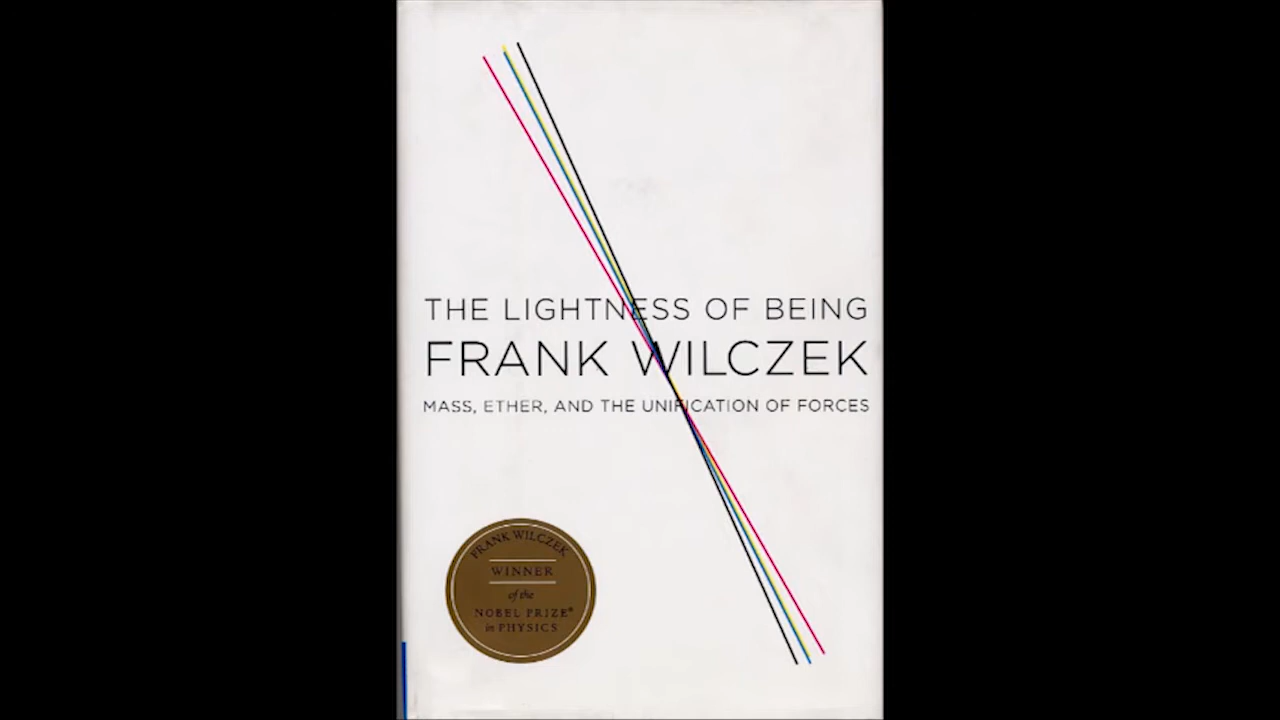 THE LIGHTNESS OF BEING
FRANK WILCZEK
MASS, ETHER, AND THE UNIFICATION OF FORCES
FRANK WILCZEK
WINNER
of the
NOBEL PRIZE®
in PHYSICS